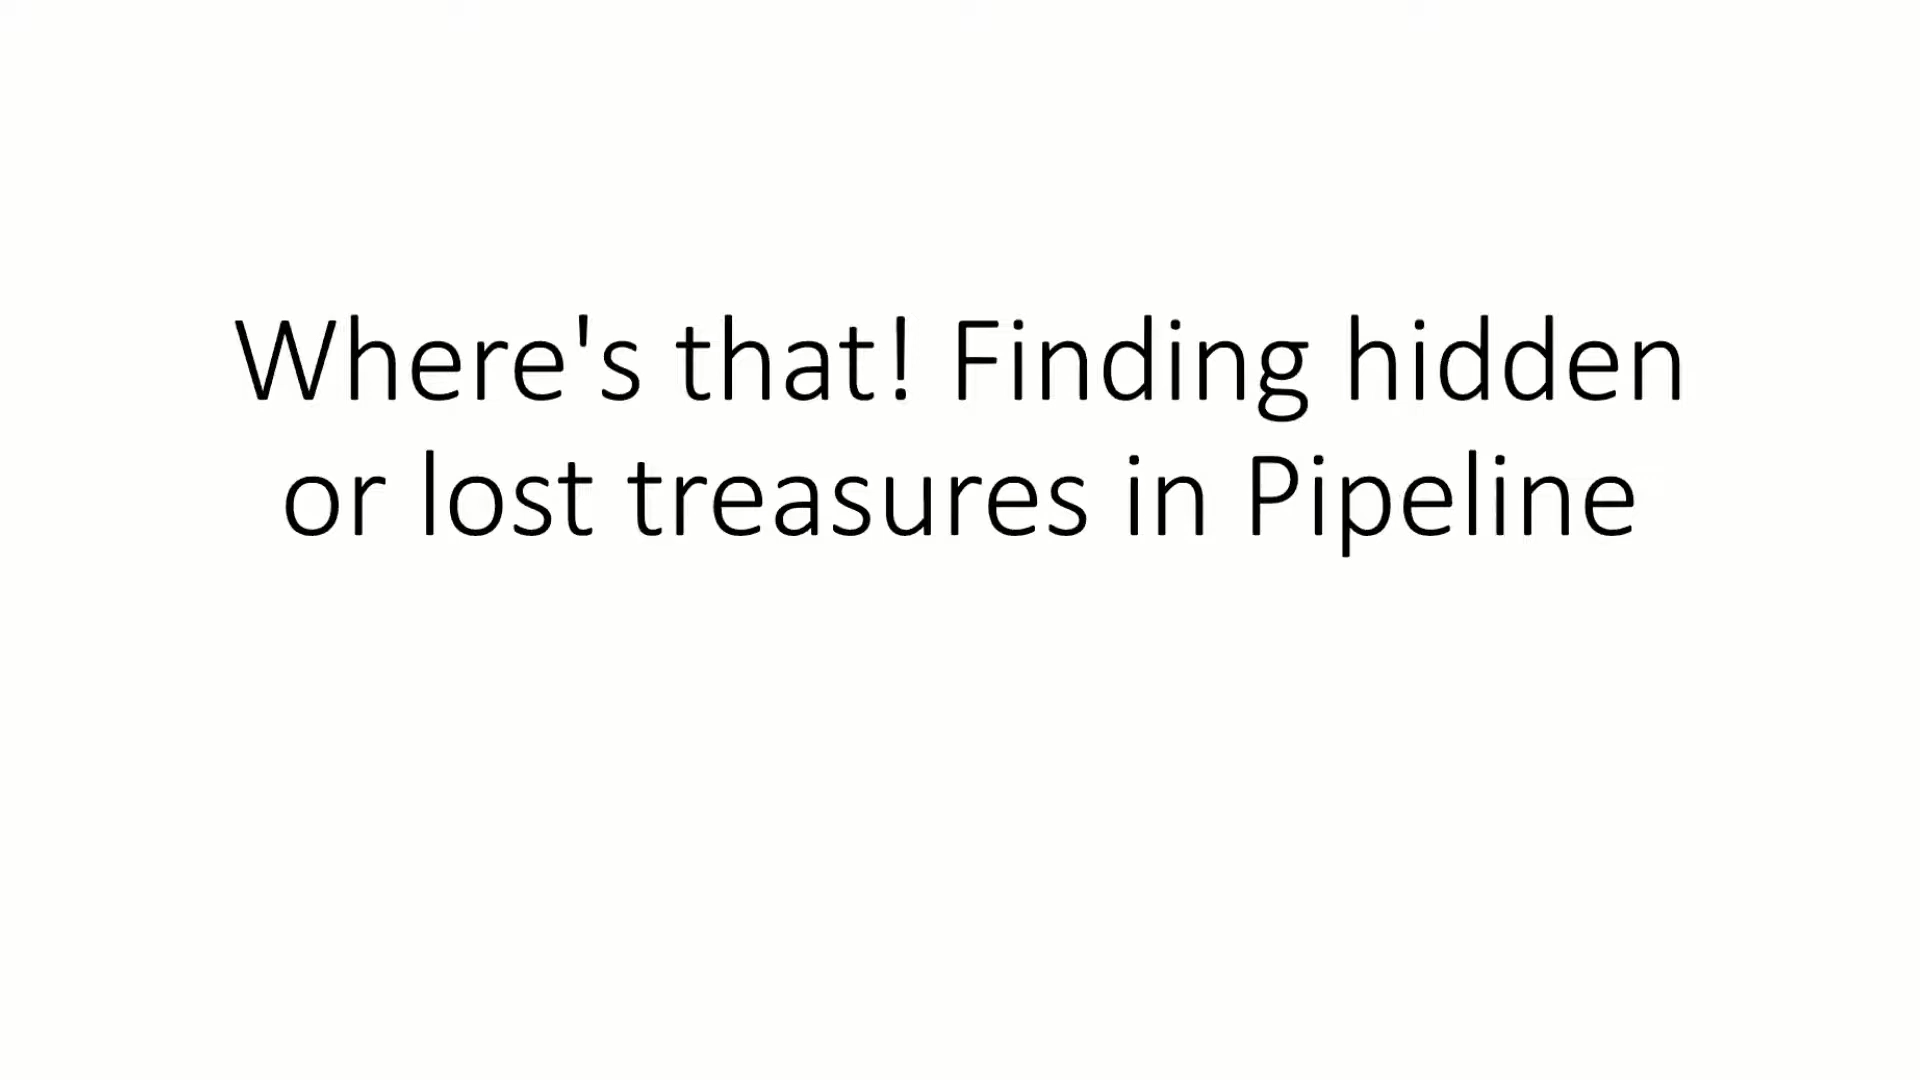 Where's that! Finding hidden
or lost treasures in Pipeline